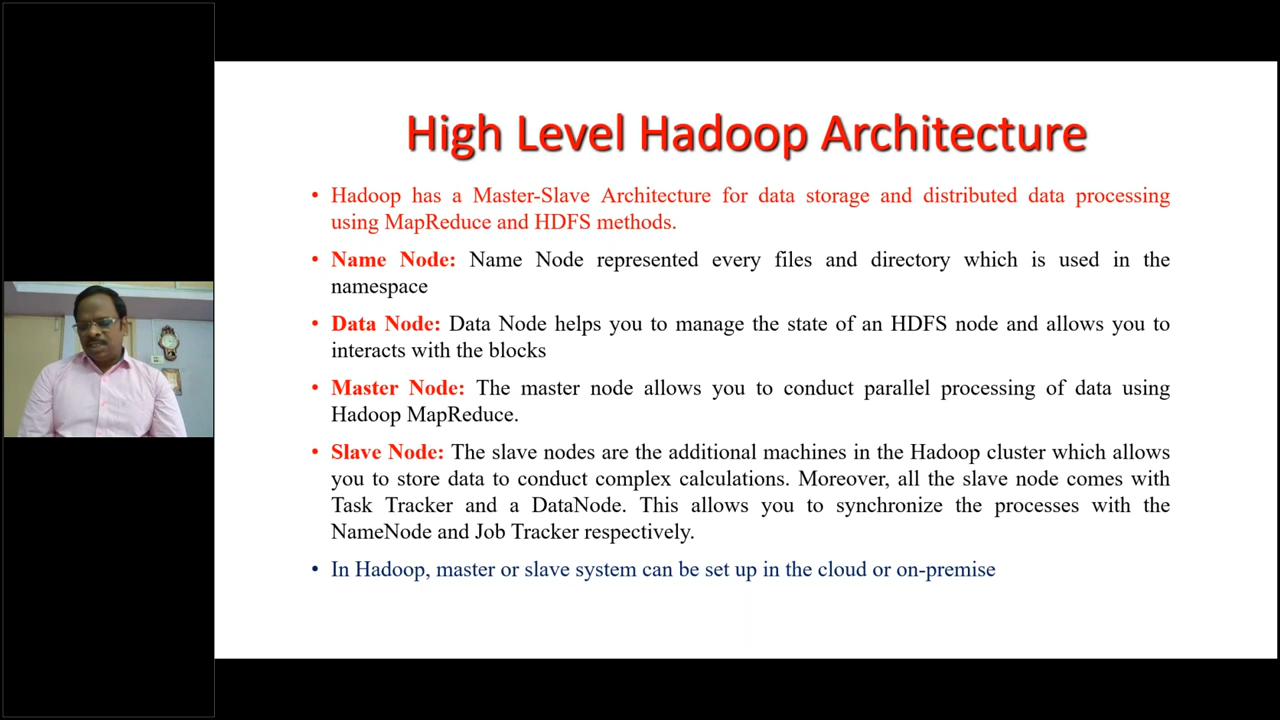 High Level Hadoop Architecture
• Hadoop has a Master-Slave Architecture for data storage and distributed data processing
using MapReduce and HDFS methods.
• Name Node: Name Node represented every files and directory which is used in the
namespace
• Data Node: Data Node helps you to manage the state of an HDFS node and allows you to
interacts with the blocks
• Master Node: The master node allows you to conduct parallel processing of data using
Hadoop MapReduce.
• Slave Node: The slave nodes are the additional machines in the Hadoop cluster which allows
you to store data to conduct complex calculations. Moreover, all the slave node comes with
Task Tracker and a DataNode. This allows you to synchronize the processes with the
NameNode and Job Tracker respectively.
• In Hadoop, master or slave system can be set up in the cloud or on-premise